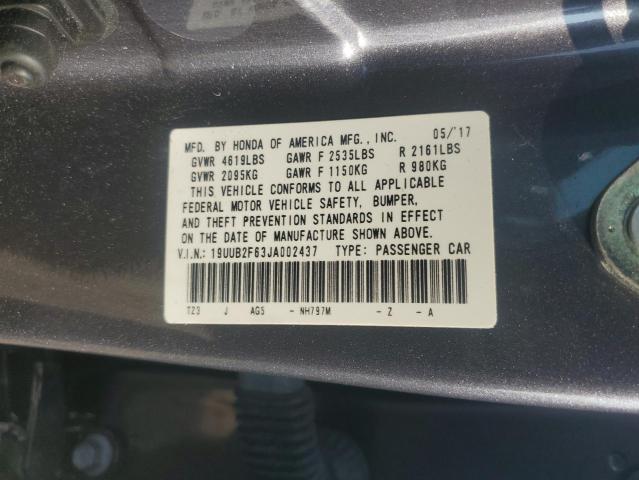 MFD. BY HONDA OF AMERICA MFG., INC. 05/'17
GVWR 4619LBS GAWR F 2535LBS R 2161LBS
GVWR 2095KG GAWR F 1150KG R 980KG
THIS VEHICLE CONFORMS TO ALL APPLICABLE
FEDERAL MOTOR VEHICLE SAFETY, BUMPER,
AND THEFT PREVENTION STANDARDS IN EFFECT
ON THE DATE OF MANUFACTURE SHOWN ABOVE.
V.I.N.: 19UUB2F63JA002437 TYPE: PASSENGER CAR
TZ3 J AG5 - NH797M - Z - A